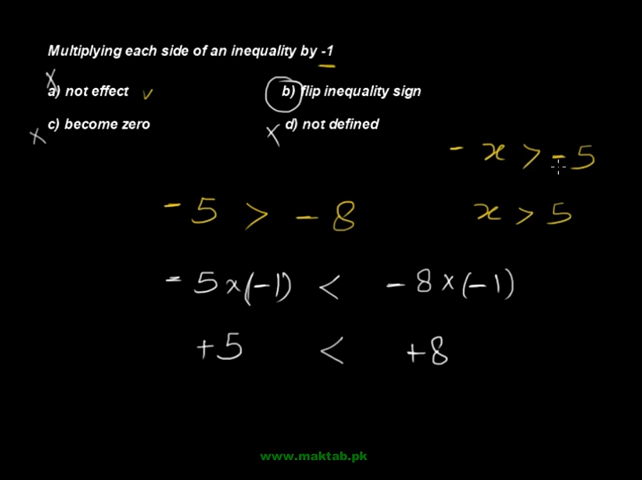 Multiplying each side of an inequality by -1
a) not effect
b) flip inequality sign
c) become zero
d) not defined
- x > - 5
- 5 > - 8
x > 5
- 5 x (-1) < - 8 x (-1)
+5 < +8
www.maktab.pk